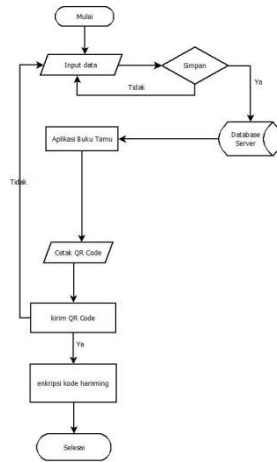 Mulai
Input data
Simpan
Tidak
Ya
Database
Server
Aplikasi Buku Tamu
Tidak
Cetak QR Code
kirim QR Code
Ya
enkripsi kode hamming
Selesai